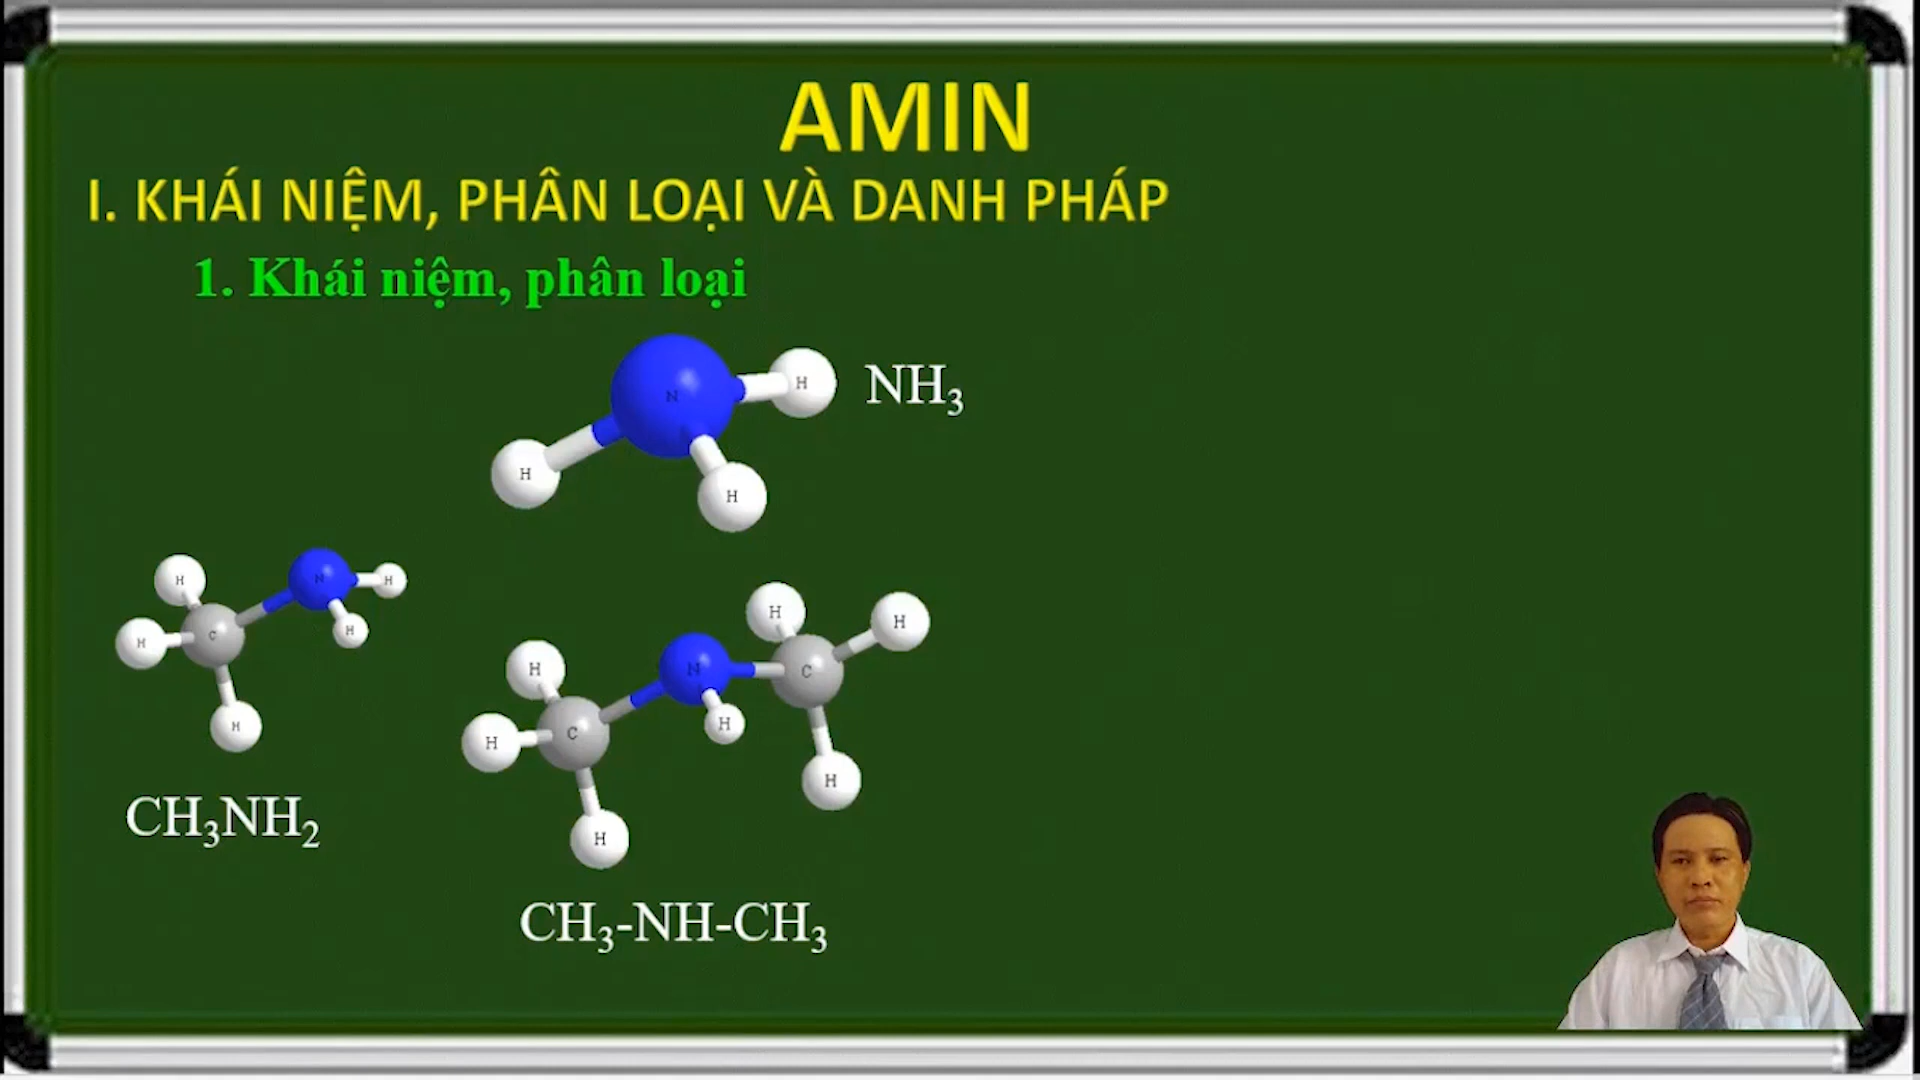 AMIN
I. KHÁI NIỆM, PHÂN LOẠI VÀ DANH PHÁP
1. Khái niệm, phân loại
N
H
NH₃
H
H
H
N
H
H
C
H
H
CH₃NH₂
H
H
H
N
C
H
H
C
H
H
H
CH₃-NH-CH₃